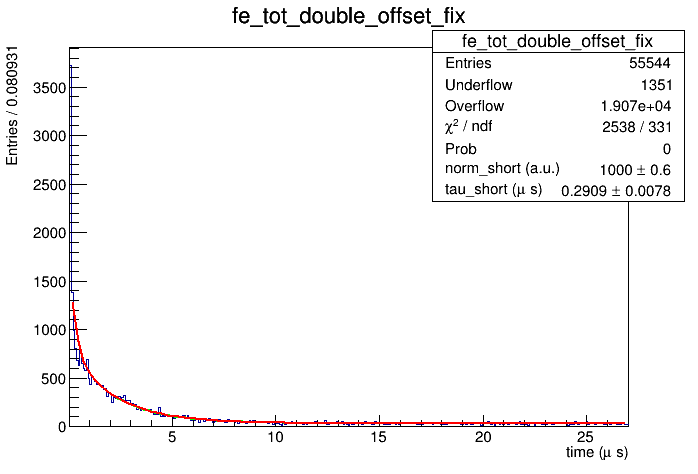 fe_tot_double_offset_fix
fe_tot_double_offset_fix
Entries 55544
Underflow 1351
Overflow 1.907e+04
χ² / ndf 2538 / 331
Prob 0
norm_short (a.u.) 1000 ± 0.6
tau_short (μ s) 0.2909 ± 0.0078
Entries / 0.080931
3500
3000
2500
2000
1500
1000
500
0
5 10 15 20 25
time (μ s)